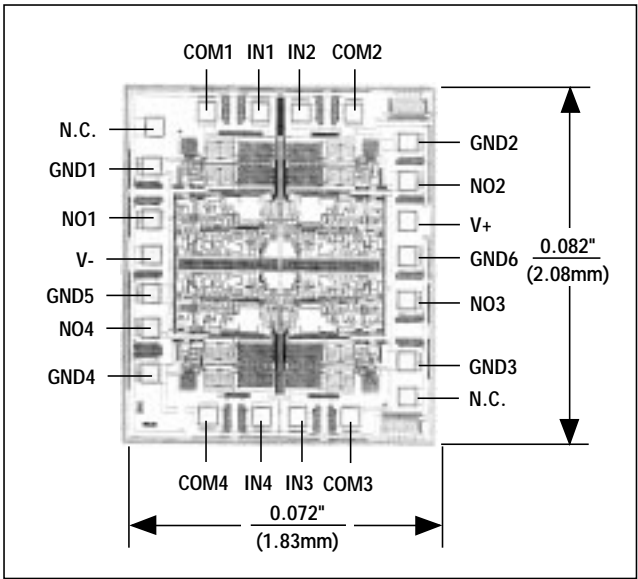 COM1 IN1 IN2 COM2
N.C.
GND2
GND1
NO2
NO1
V+
V-
GND6
0.082"
(2.08mm)
GND5
NO3
NO4
GND3
GND4
N.C.
COM4 IN4 IN3 COM3
0.072"
(1.83mm)